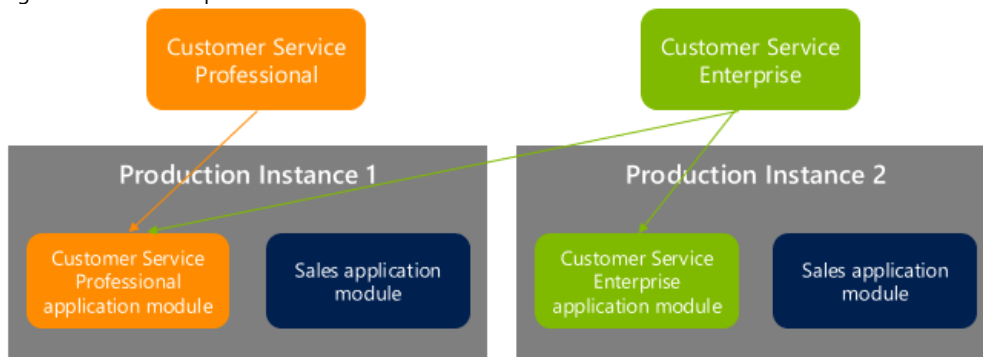 Customer Service
Professional
Customer Service
Enterprise
Production Instance 1
Production Instance 2
Customer Service
Professional
application module
Sales application
module
Customer Service
Enterprise
application module
Sales application
module